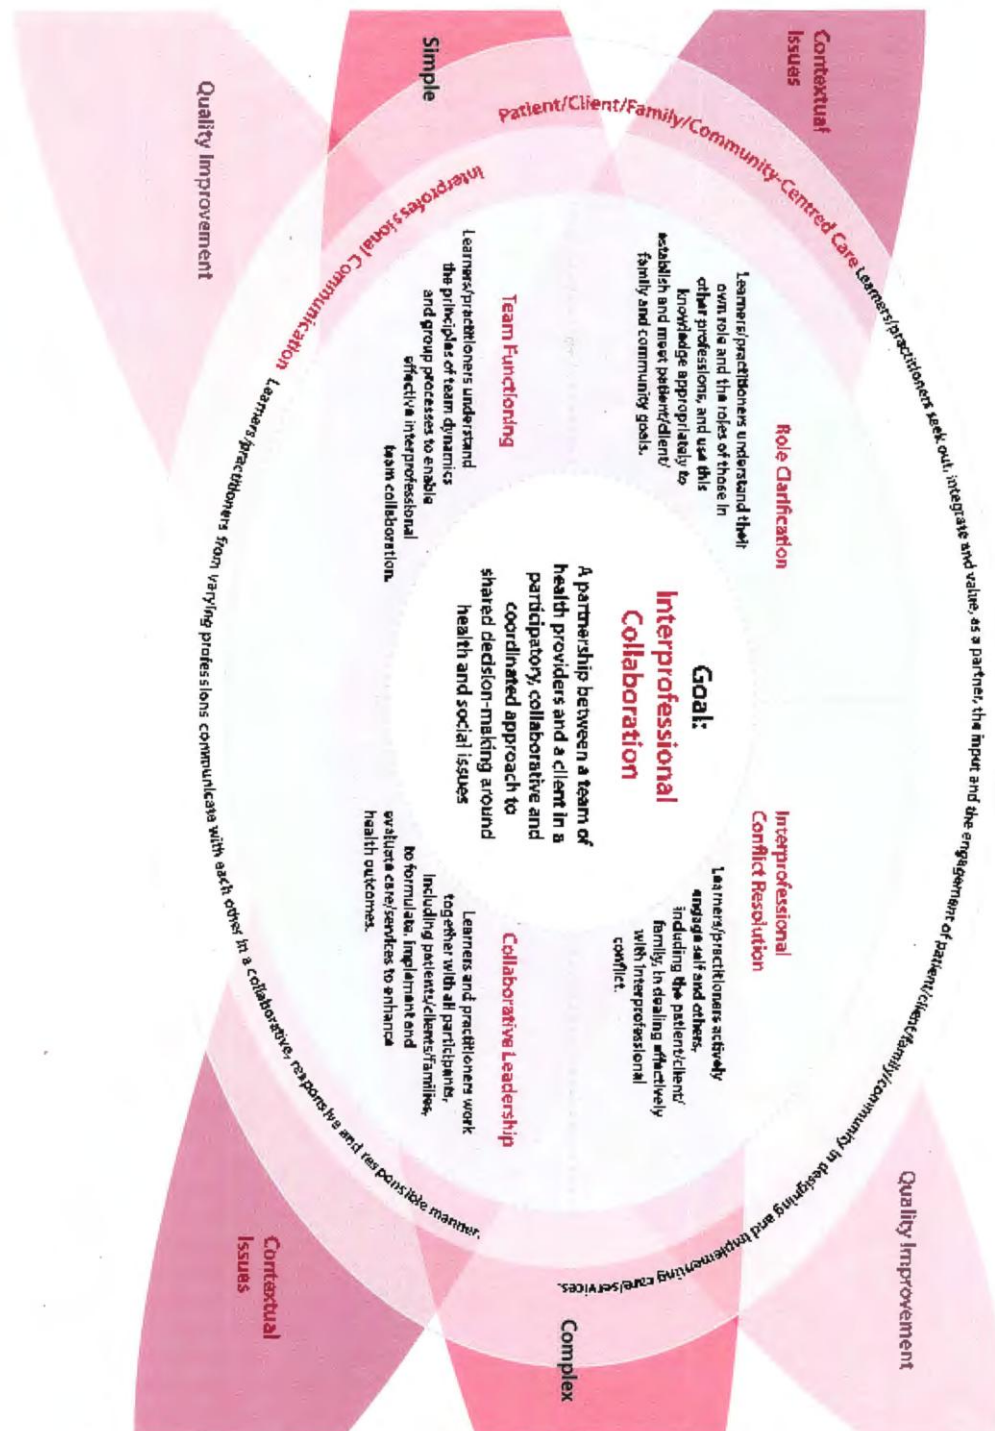 Contextual
Issues
Quality Improvement
Patient/Client/Family/Community-Centred Care Learners/practitioners seek out, integrate and value, as a partner, the input and the engagement of patient/client/family/community in designing and implementing care/services.
Role Clarification
Learners/practitioners understand their
own role and the roles of those in
other professions, and use this
knowledge appropriately to
establish and meet patient/client/
family and community goals.
Interprofessional
Conflict Resolution
Learners/practitioners actively
engage self and others,
including the patient/client/
family, in dealing effectively
with interprofessional
conflict.
Goal:
Interprofessional
Collaboration
A partnership between a team of
health providers and a client in a
participatory, collaborative and
coordinated approach to
shared decision-making around
health and social issues
Simple
Complex
Team Functioning
Learners/practitioners understand
the principles of team dynamics
and group processes to enable
effective interprofessional
team collaboration.
Collaborative Leadership
Learners and practitioners work
together with all participants,
including patients/clients/families,
to formulate, implement and
evaluate care/services to enhance
health outcomes.
Interprofessional Communication Learners/practitioners from varying professions communicate with each other in a collaborative, responsive and responsible manner.
Quality Improvement
Contextual
Issues